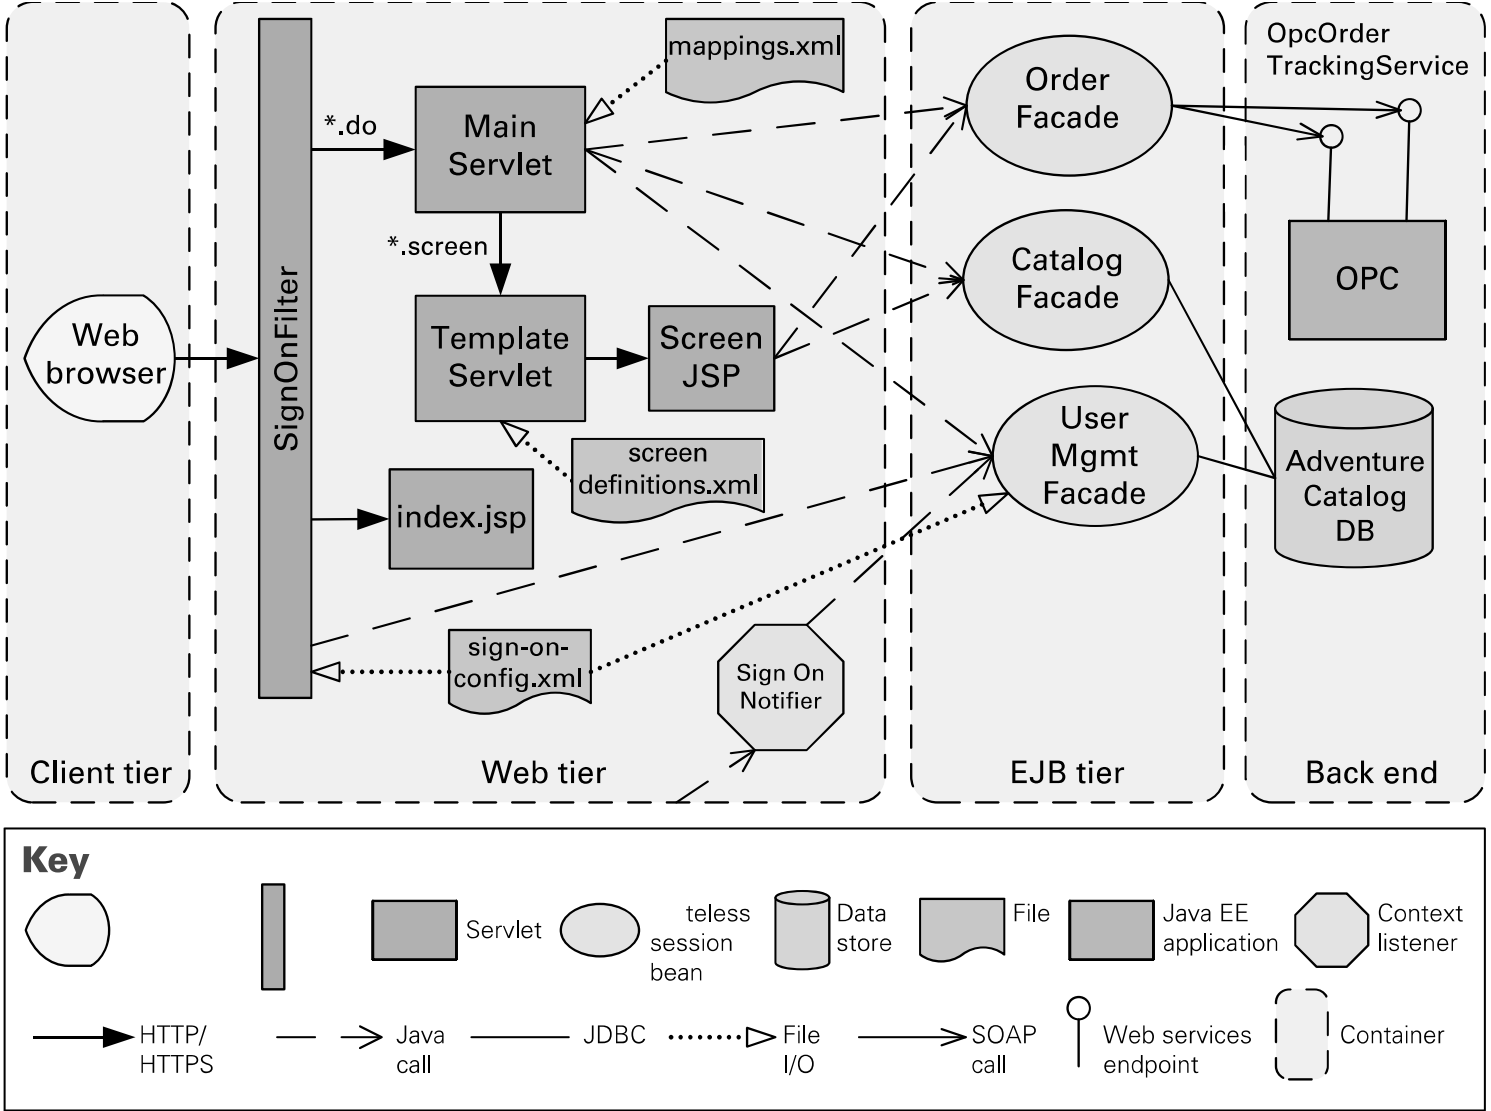 OpcOrder
TrackingService
mappings.xml
Order
Facade
*.do
Main
Servlet
*.screen
Catalog
Facade
OPC
SignOnFilter
Web
browser
Template
Servlet
Screen
JSP
User
Mgmt
Facade
Adventure
Catalog
DB
screen
definitions.xml
index.jsp
sign-on-
config.xml
Sign On
Notifier
Client tier
Web tier
EJB tier
Back end
Key
Servlet
teless
session
bean
Data
store
File
Java EE
application
Context
listener
HTTP/
HTTPS
Java
call
JDBC
File
I/O
SOAP
call
Web services
endpoint
Container